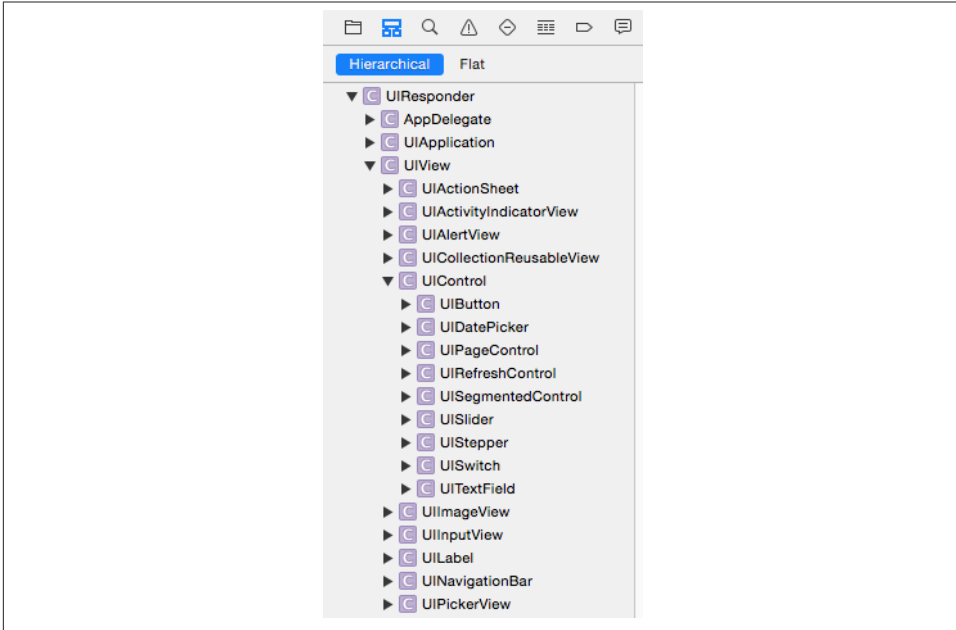 Hierarchical Flat
C UIResponder
C AppDelegate
C UIApplication
C UIView
C UIActionSheet
C UIActivityIndicatorView
C UIAlertView
C UICollectionReusableView
C UIControl
C UIButton
C UIDatePicker
C UIPageControl
C UIRefreshControl
C UISegmentedControl
C UISlider
C UIStepper
C UISwitch
C UITextField
C UIImageView
C UIInputView
C UILabel
C UINavigationBar
C UIPickerView